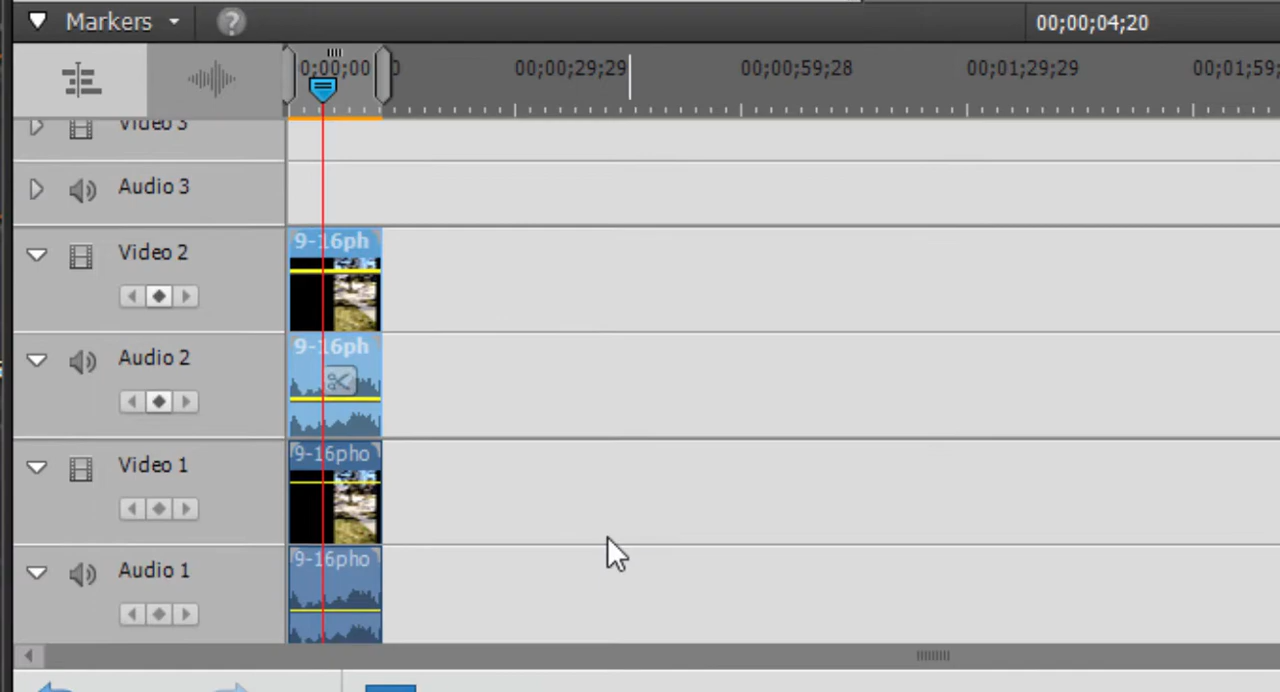 Markers ? 00;00;04;20
0;00;00 00;00;29;29 00;00;59;28 00;01;29;29 00;01;59;
Video 3
Audio 3
Video 2 9-16ph
Audio 2 9-16ph
Video 1 9-16pho
Audio 1 9-16pho